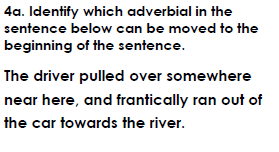 4a. Identify which adverbial in the
sentence below can be moved to the
beginning of the sentence.
The driver pulled over somewhere
near here, and frantically ran out of
the car towards the river.